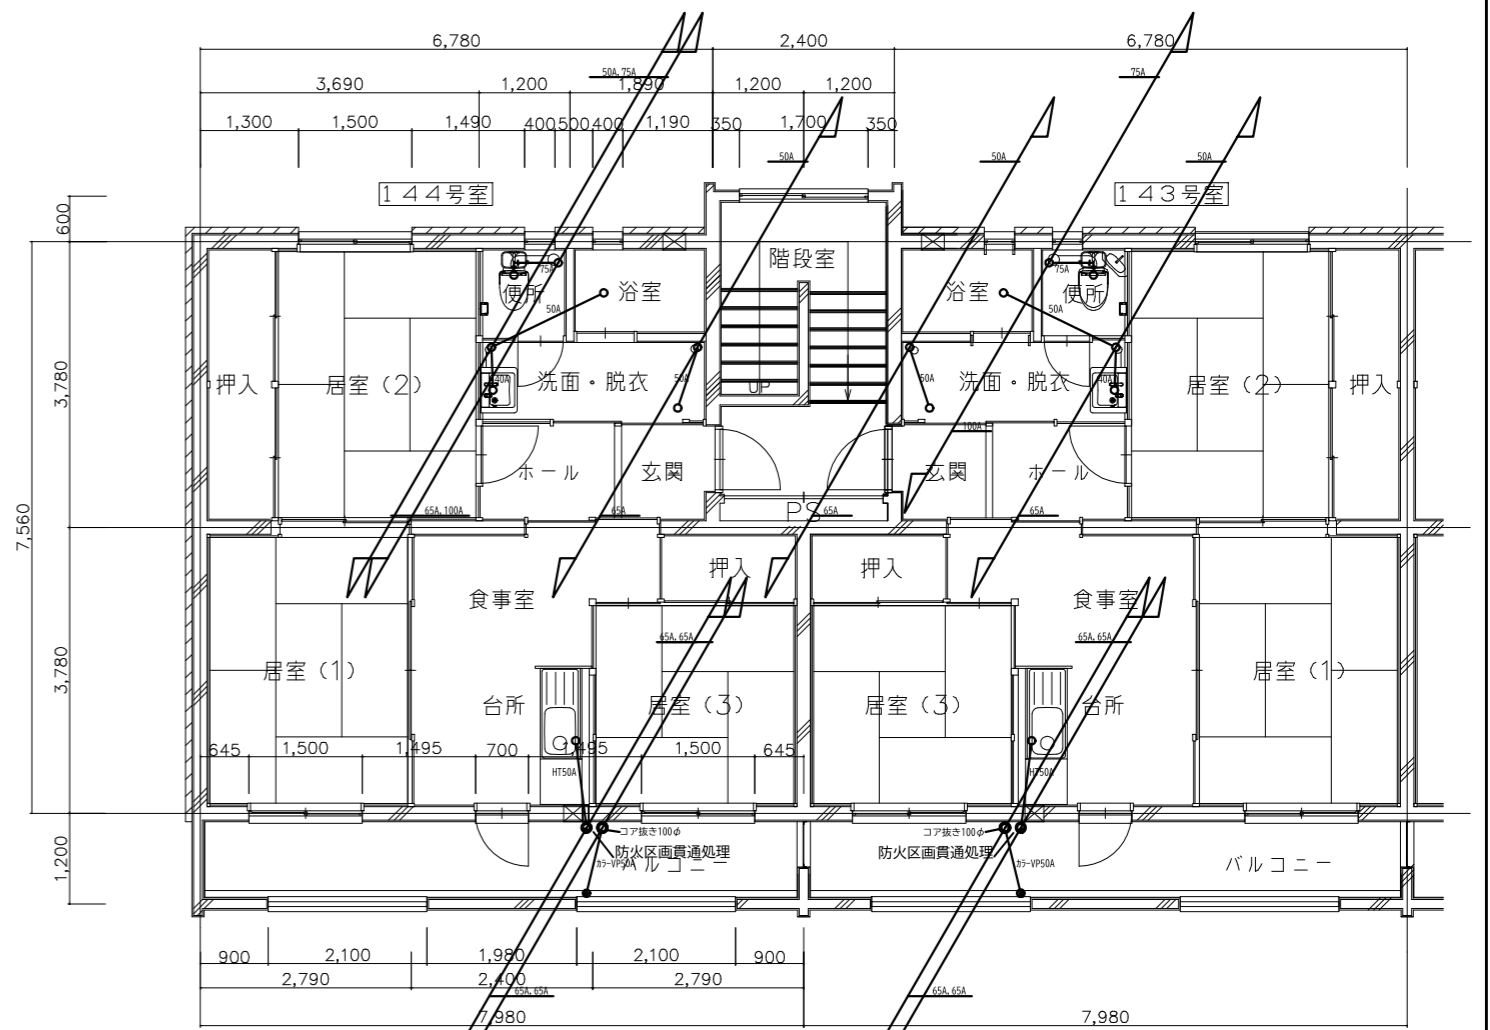 6,780 2,400 6,780
50A.75A 75A
3,690 1,200 1,890 1,200 1,200
1,300 1,500 1,490 400 500 400 1,190 350 1,700 350
50A 50A 50A
144号室 143号室
600
階段室
75A 75A
便所 浴室 浴室 便所
50A 50A
3,780
押入 居室(2) 40A 洗面・脱衣 50A UP 50A 洗面・脱衣 40A 居室(2) 押入
100A
ホール 玄関 玄関 ホール
65A.100A 65A PS 65A 65A
7,560
押入 押入
食事室 食事室
65A.65A 65A.65A
3,780
居室(1) 居室(1)
台所 居室(3) 居室(3) 台所
645 1,500 1,495 700 1,495 1,500 645
HT50A HT50A
コア抜き100φ コア抜き100φ
防火区画貫通処理 防火区画貫通処理
1,200
カラーVP50A バルコニー カラーVP50A バルコニー
900 2,100 1,980 2,100 900
2,790 2,400 2,790
65A.65A 65A.65A
7,980 7,980